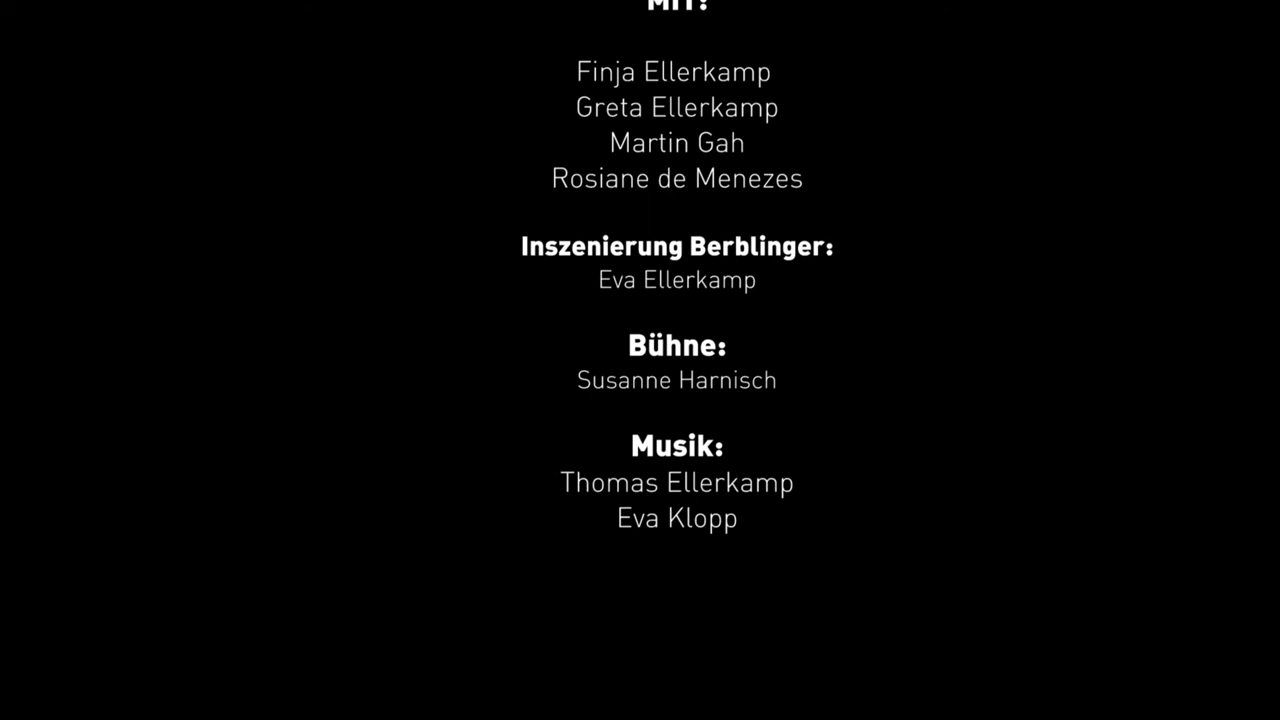 MIT:
Finja Ellerkamp
Greta Ellerkamp
Martin Gah
Rosiane de Menezes
Inszenierung Berblinger:
Eva Ellerkamp
Bühne:
Susanne Harnisch
Musik:
Thomas Ellerkamp
Eva Klopp